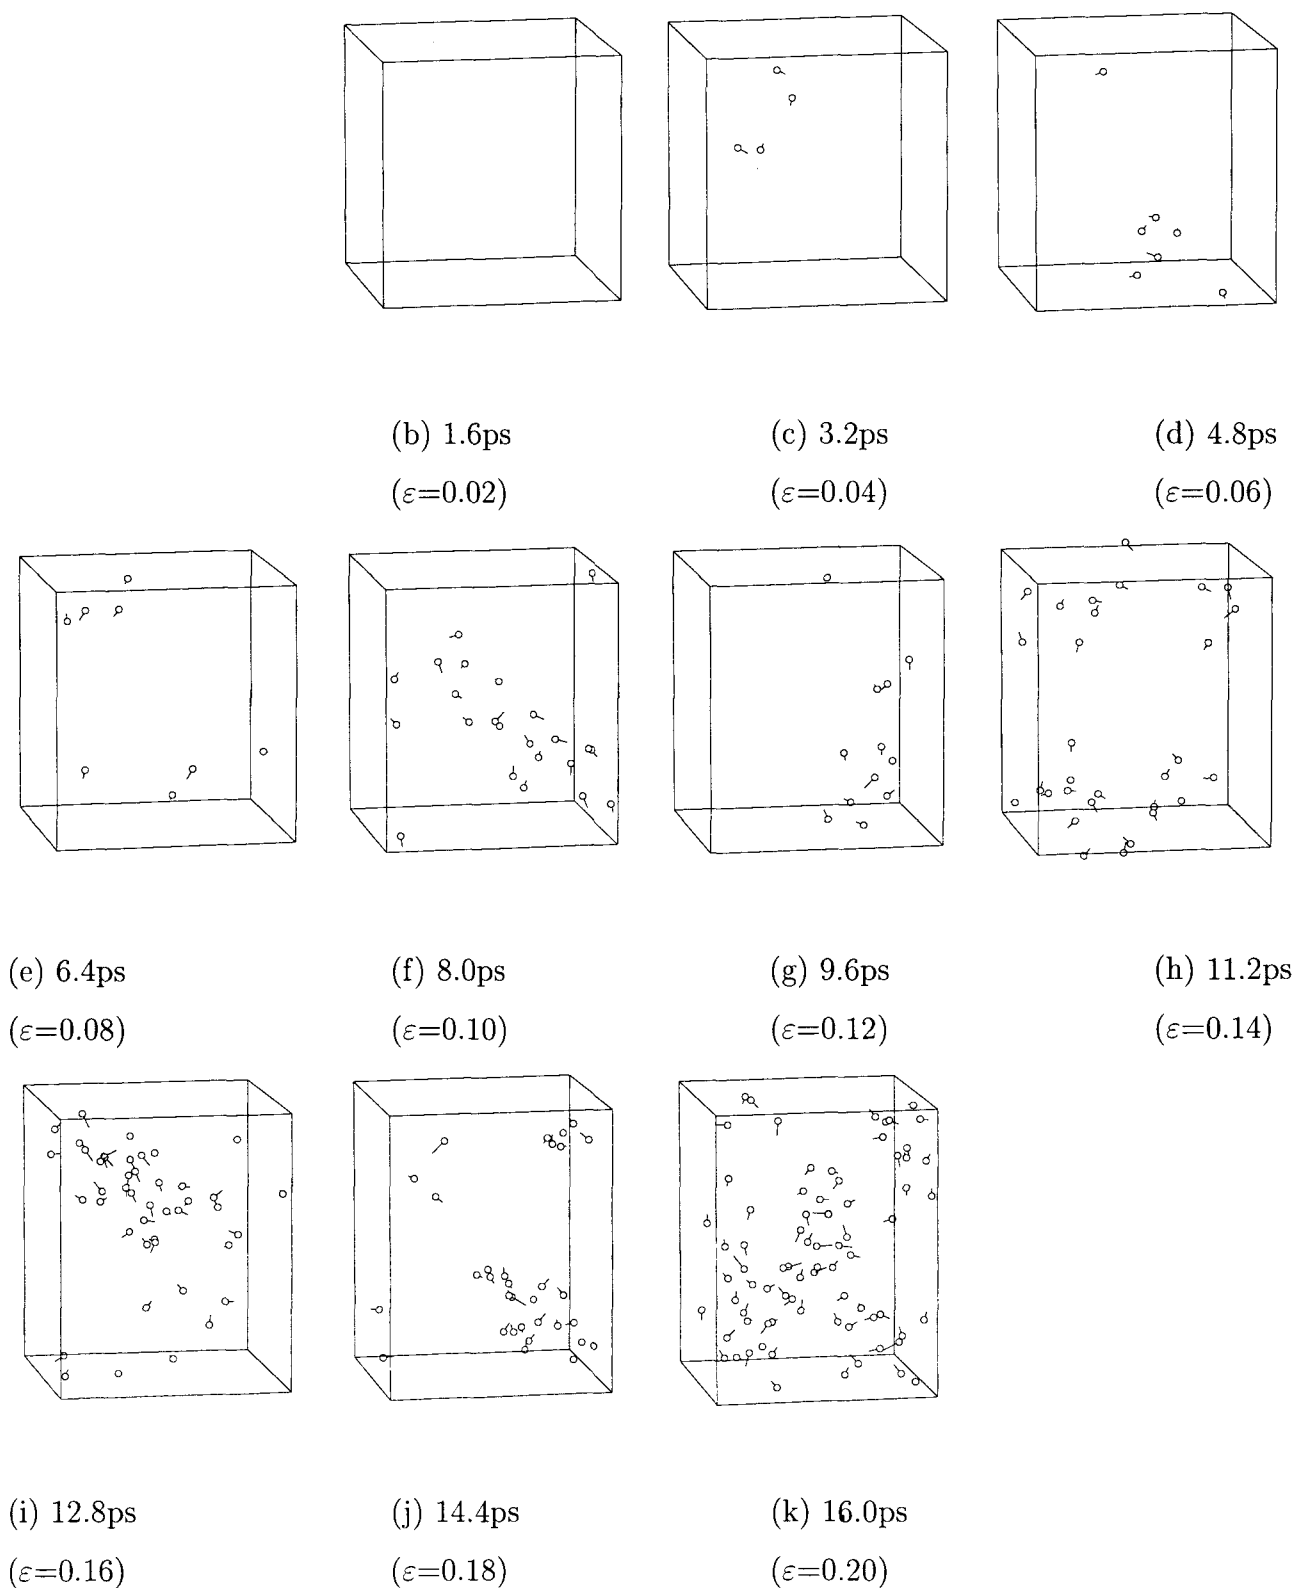 (b) 1.6ps (c) 3.2ps (d) 4.8ps
(ε=0.02) (ε=0.04) (ε=0.06)
(e) 6.4ps (f) 8.0ps (g) 9.6ps (h) 11.2ps
(ε=0.08) (ε=0.10) (ε=0.12) (ε=0.14)
(i) 12.8ps (j) 14.4ps (k) 16.0ps
(ε=0.16) (ε=0.18) (ε=0.20)